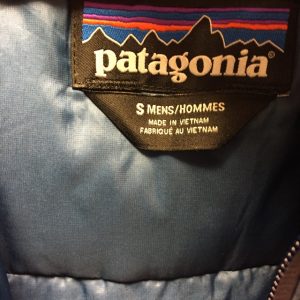 patagonia®
S MENS/HOMMES
MADE IN VIETNAM
FABRIQUÉ AU VIETNAM